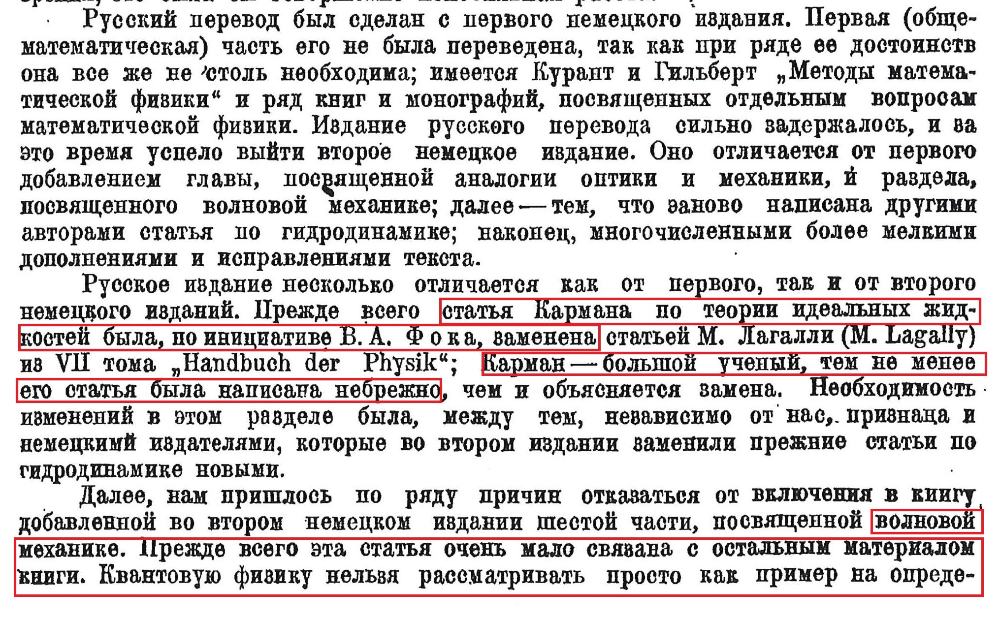 Русский перевод был сделан с первого немецкого издания. Первая (обще-
математическая) часть его не была переведена, так как при ряде ее достоинств
она все же не столь необходима; имеется Курант и Гильберт „Методы матема-
тической физики“ и ряд книг и монографий, посвященных отдельным вопросам
математической физики. Издание русского перевода сильно задержалось, и за
это время успело выйти второе немецкое издание. Оно отличается от первого
добавлением главы, посвященной аналогии оптики и механики, и раздела,
посвященного волновой механике; далее — тем, что заново написана другими
авторами статья по гидродинамике; наконец, многочисленными более мелкими
дополнениями и исправлениями текста.
Русское издание несколько отличается как от первого, так и от второго
немецкого изданий. Прежде всего статья Кармана по теории идеальных жид-
костей была, по инициативе В. А. Фока, заменена статьей М. Лагалли (M. Lagally)
из VII тома „Handbuch der Physik“; Карман — большой ученый, тем не менее
его статья была написана небрежно, чем и объясняется замена. Необходимость
изменений в этом разделе была, между тем, независимо от нас, признана и
немецкими издателями, которые во втором издании заменили прежние статьи по
гидродинамике новыми.
Далее, нам пришлось по ряду причин отказаться от включения в книгу
добавленной во втором немецком издании шестой части, посвященной волновой
механике. Прежде всего эта статья очень мало связана с остальным материалом
книги. Квантовую физику нельзя рассматривать просто как пример на опреде-